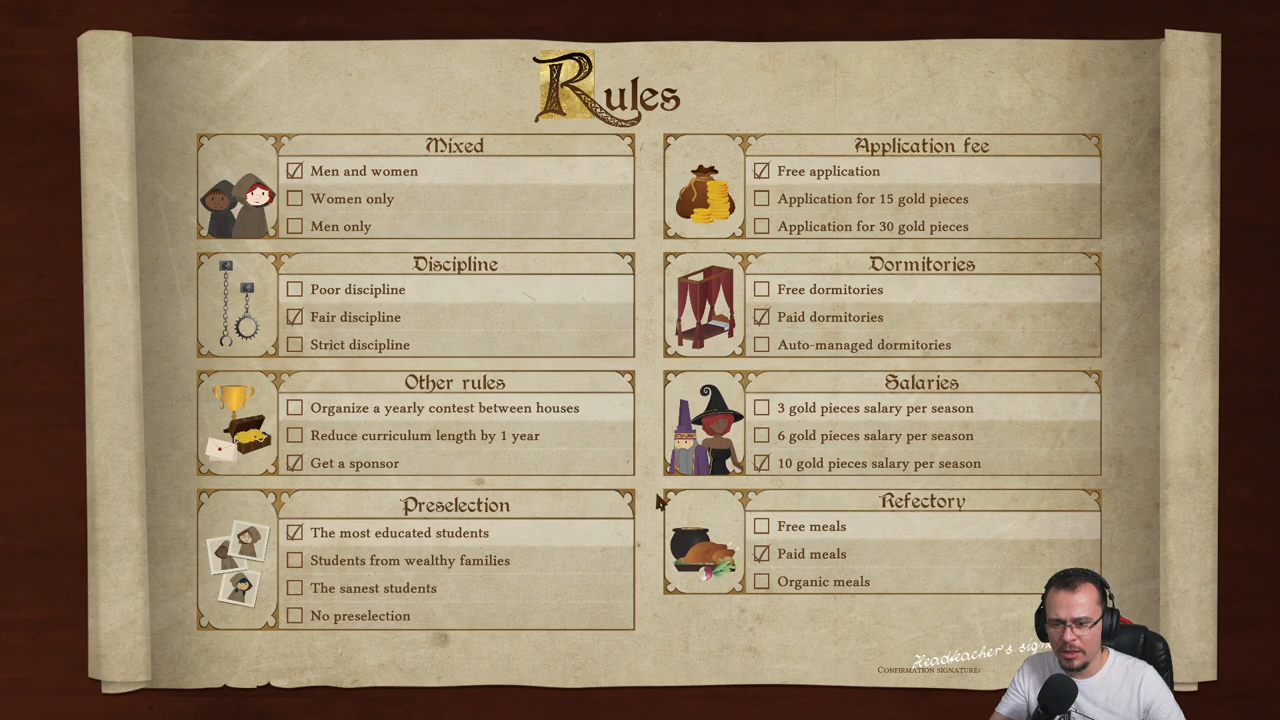 Rules
Mixed
Men and women
Women only
Men only
Discipline
Poor discipline
Fair discipline
Strict discipline
Other rules
Organize a yearly contest between houses
Reduce curriculum length by 1 year
Get a sponsor
Preselection
The most educated students
Students from wealthy families
The sanest students
No preselection
Application fee
Free application
Application for 15 gold pieces
Application for 30 gold pieces
Dormitories
Free dormitories
Paid dormitories
Auto-managed dormitories
Salaries
3 gold pieces salary per season
6 gold pieces salary per season
10 gold pieces salary per season
Refectory
Free meals
Paid meals
Organic meals
Headteacher's
Confirmation signature: